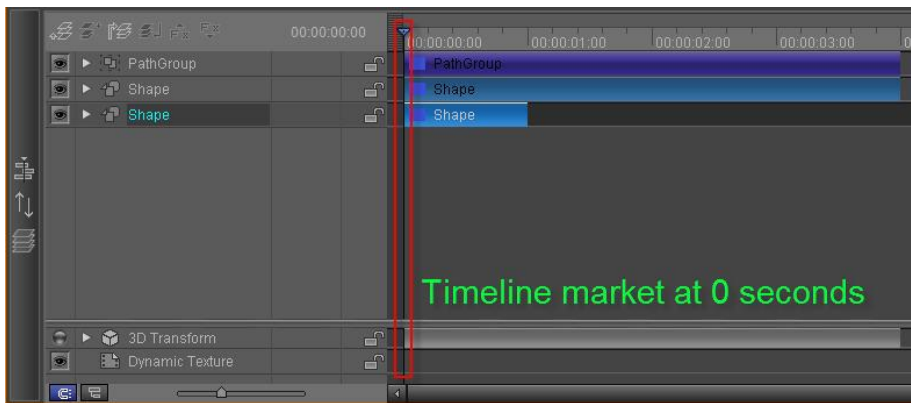 00:00:00:00
00:00:00:00 00:00:01:00 00:00:02:00 00:00:03:00 0
PathGroup PathGroup
Shape Shape
Shape Shape
Timeline market at 0 seconds
3D Transform
Dynamic Texture